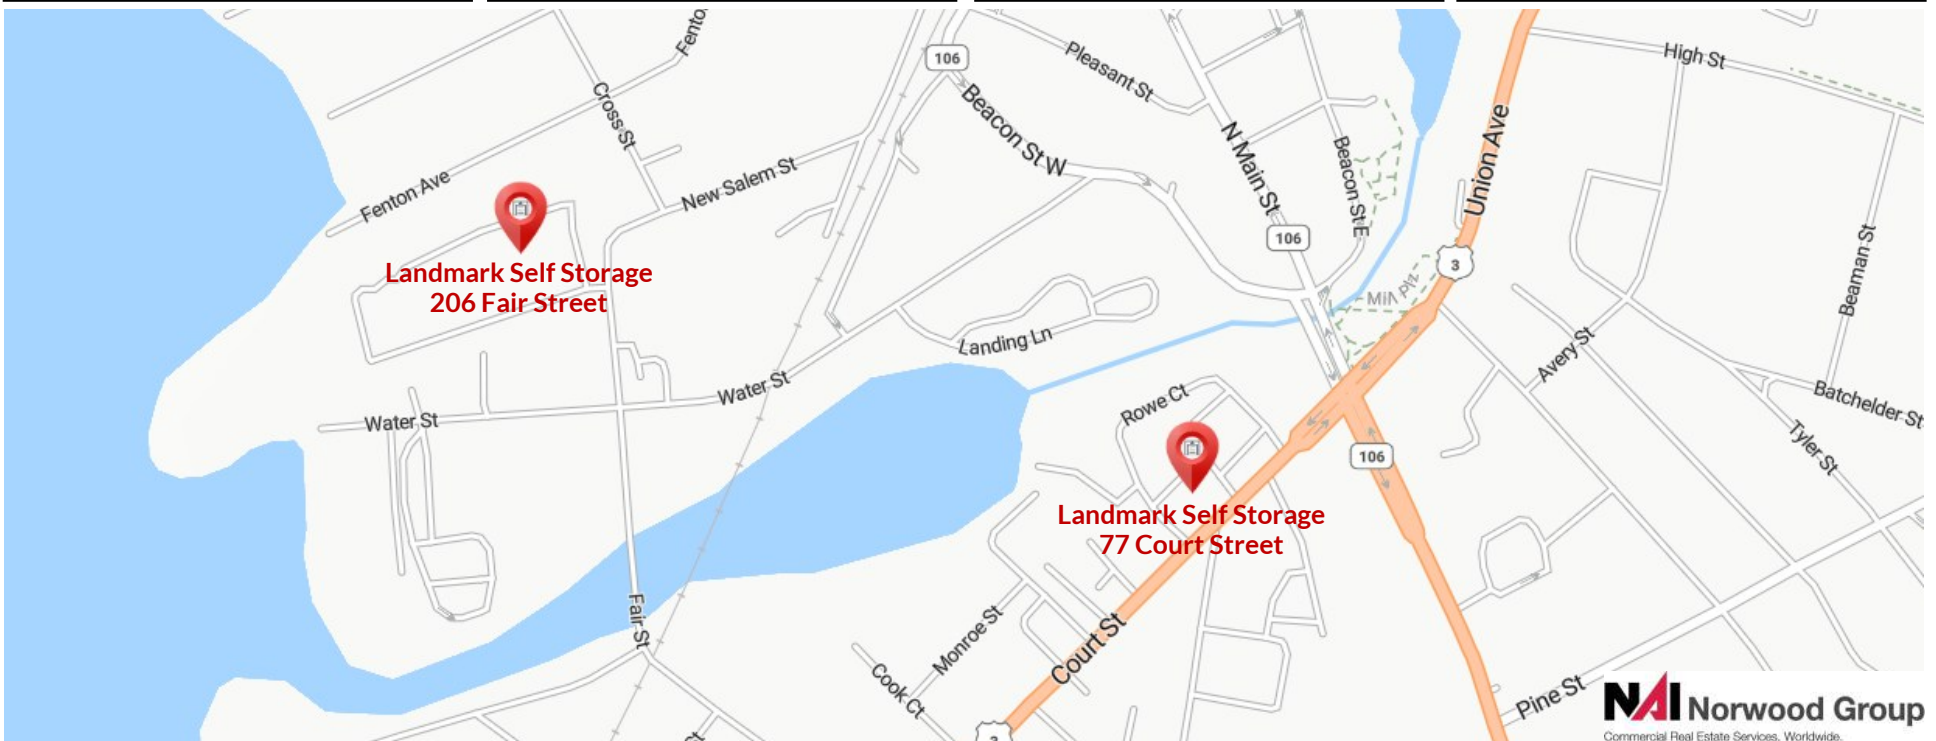 Fento
106
Pleasant St
High St
Cross St
Beacon St W
N Main St
Beacon St E
Union Ave
Fenton Ave
New Salem St
Landmark Self Storage
206 Fair Street
106
3
Beaman St
Landing Ln
Avery St
Water St
Water St
Rowe Ct
Batchelder St
Tyler St
106
Landmark Self Storage
77 Court Street
Fair St
Monroe St
Court St
Cook Ct
Pine St
NAI Norwood Group
Commercial Real Estate Services, Worldwide.